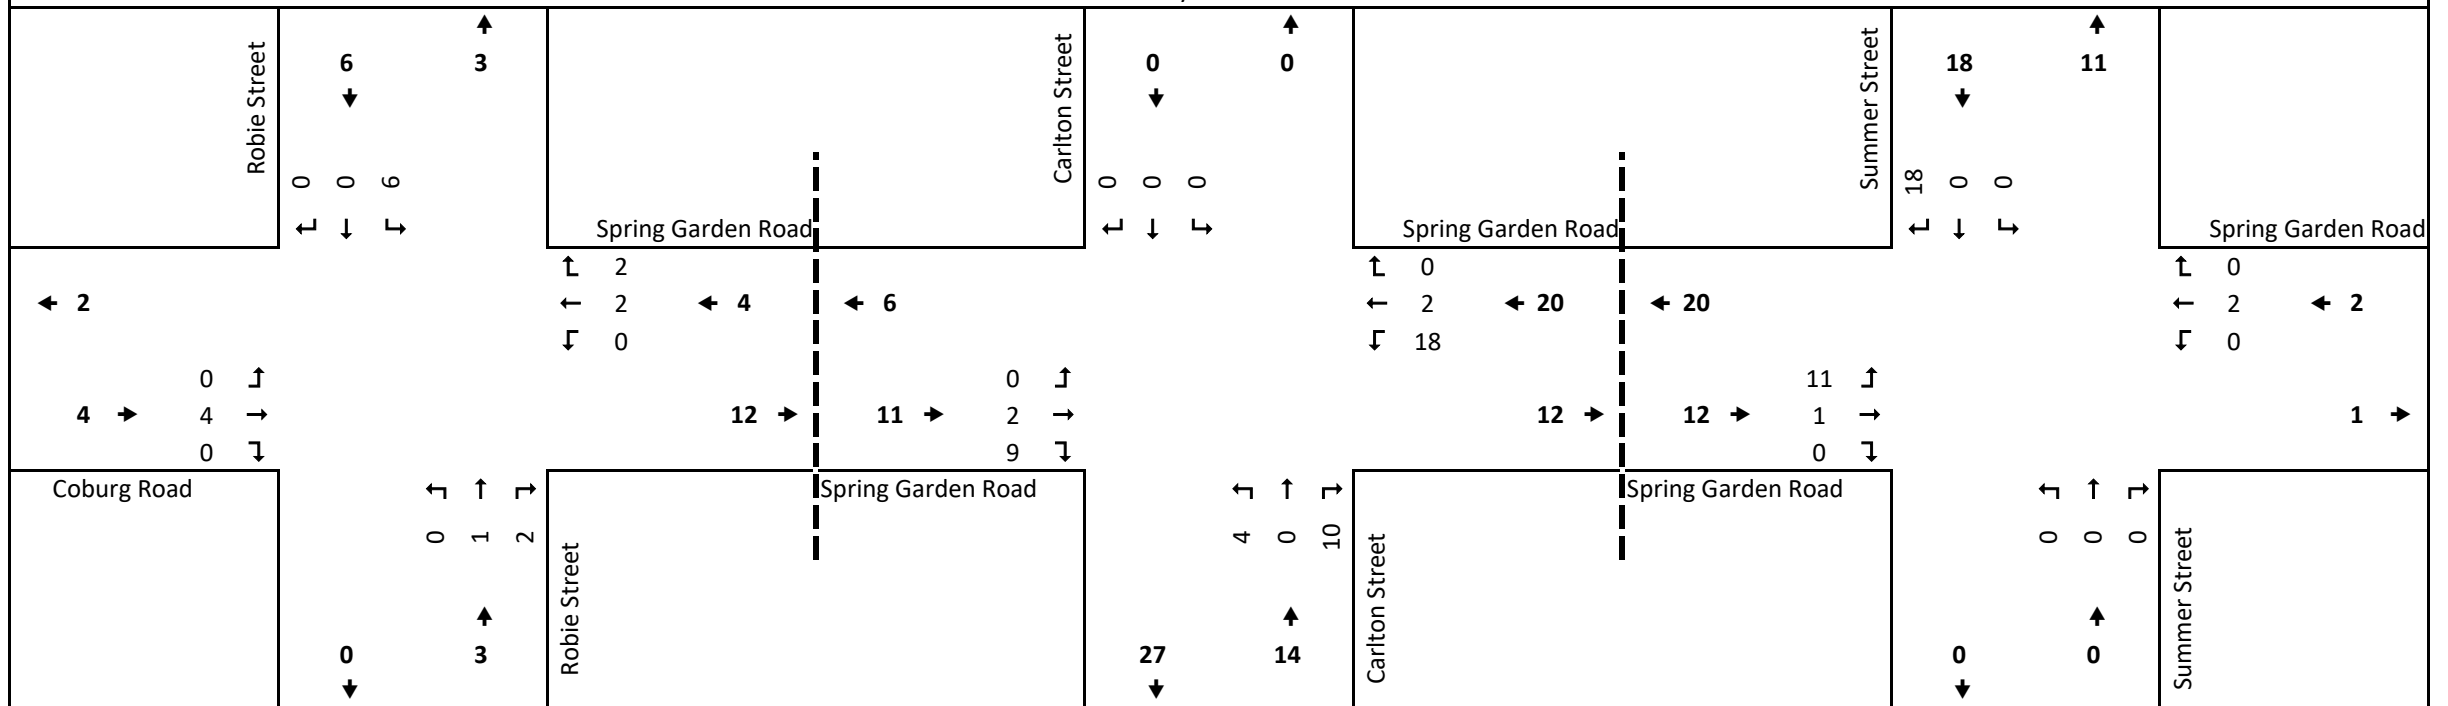 Robie Street
6 3
Carlton Street
0 0
Summer Street
18 11
0 0 6
0 0 0
18 0 0
Spring Garden Road
Spring Garden Road
Spring Garden Road
2
0
0
2
2 4
6
2 20
20
2 2
0
18
0
0
0
11
4 4
12
11 2
12
12 1
1
0
9
0
Coburg Road
Spring Garden Road
Spring Garden Road
0 1 2
4 0 10
0 0 0
Robie Street
Carlton Street
Summer Street
0 3
27 14
0 0